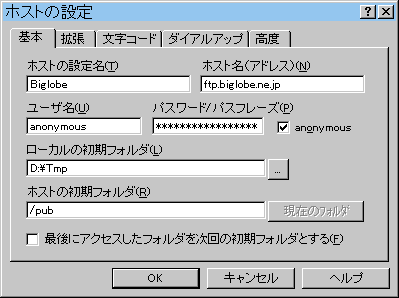 ホストの設定
基本 拡張 文字コード ダイアルアップ 高度
ホストの設定名(T) ホスト名(アドレス)(N)
Biglobe ftp.biglobe.ne.jp
ユーザ名(U) パスワード/パスフレーズ(P)
anonymous ***************** anonymous
ローカルの初期フォルダ(L)
D:¥Tmp ...
ホストの初期フォルダ(R)
/pub 現在のフォルダ
最後にアクセスしたフォルダを次回の初期フォルダとする(F)
OK キャンセル ヘルプ